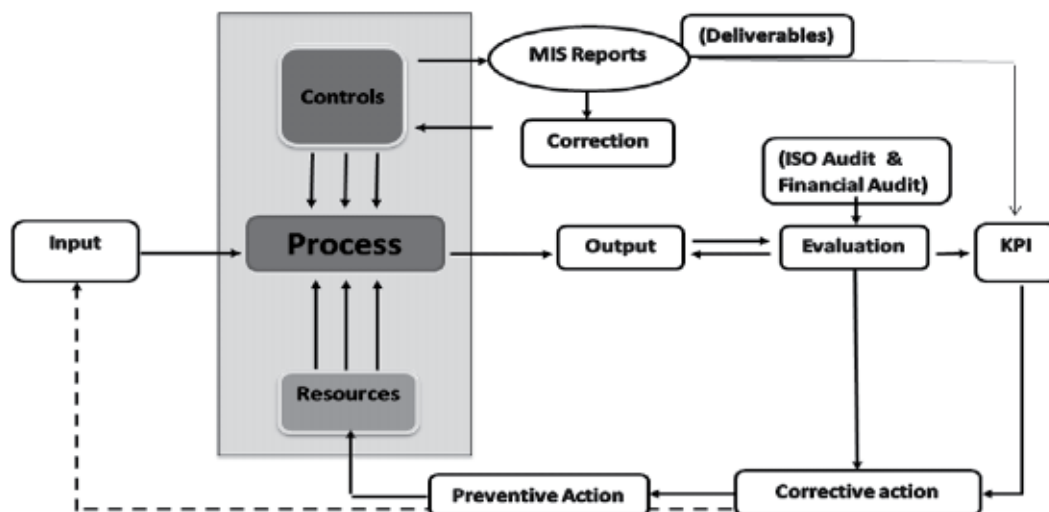 (Deliverables)
MIS Reports
Controls
Correction
(ISO Audit &
Financial Audit)
Input
Process
Output
Evaluation
KPI
Resources
Preventive Action
Corrective action